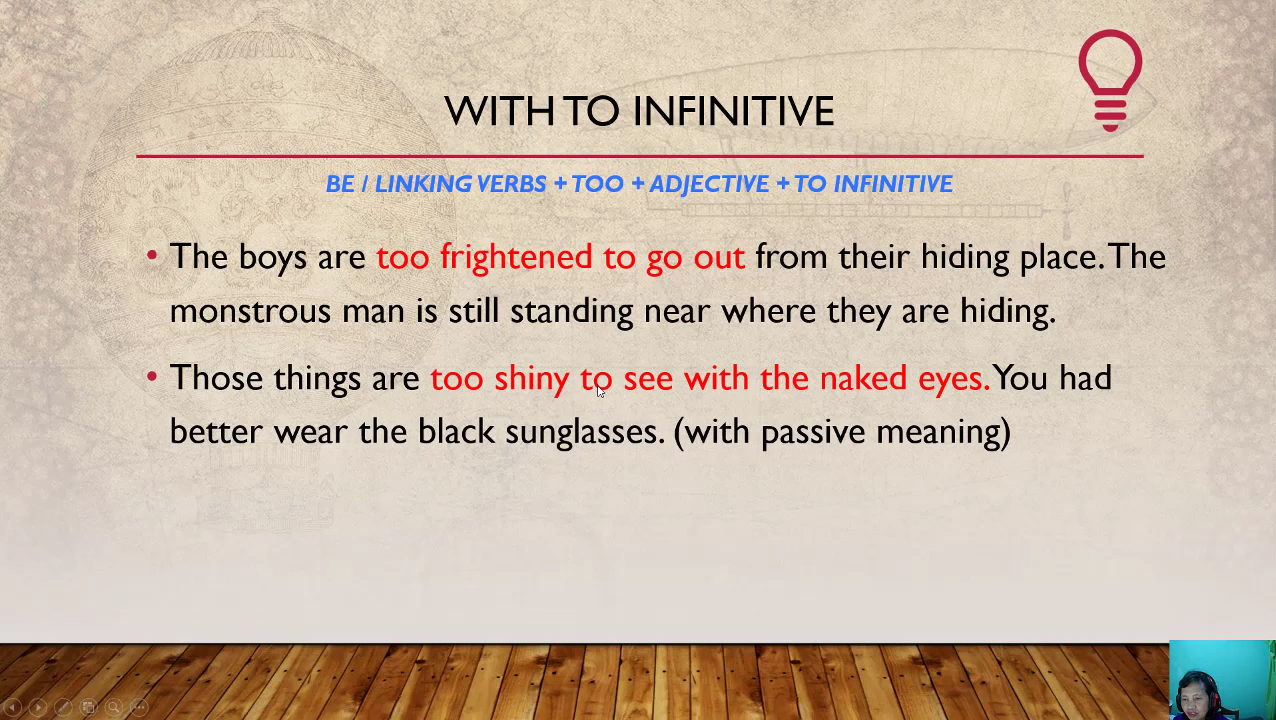 WITH TO INFINITIVE
BE / LINKING VERBS + TOO + ADJECTIVE + TO INFINITIVE
• The boys are too frightened to go out from their hiding place. The
monstrous man is still standing near where they are hiding.
• Those things are too shiny to see with the naked eyes. You had
better wear the black sunglasses. (with passive meaning)